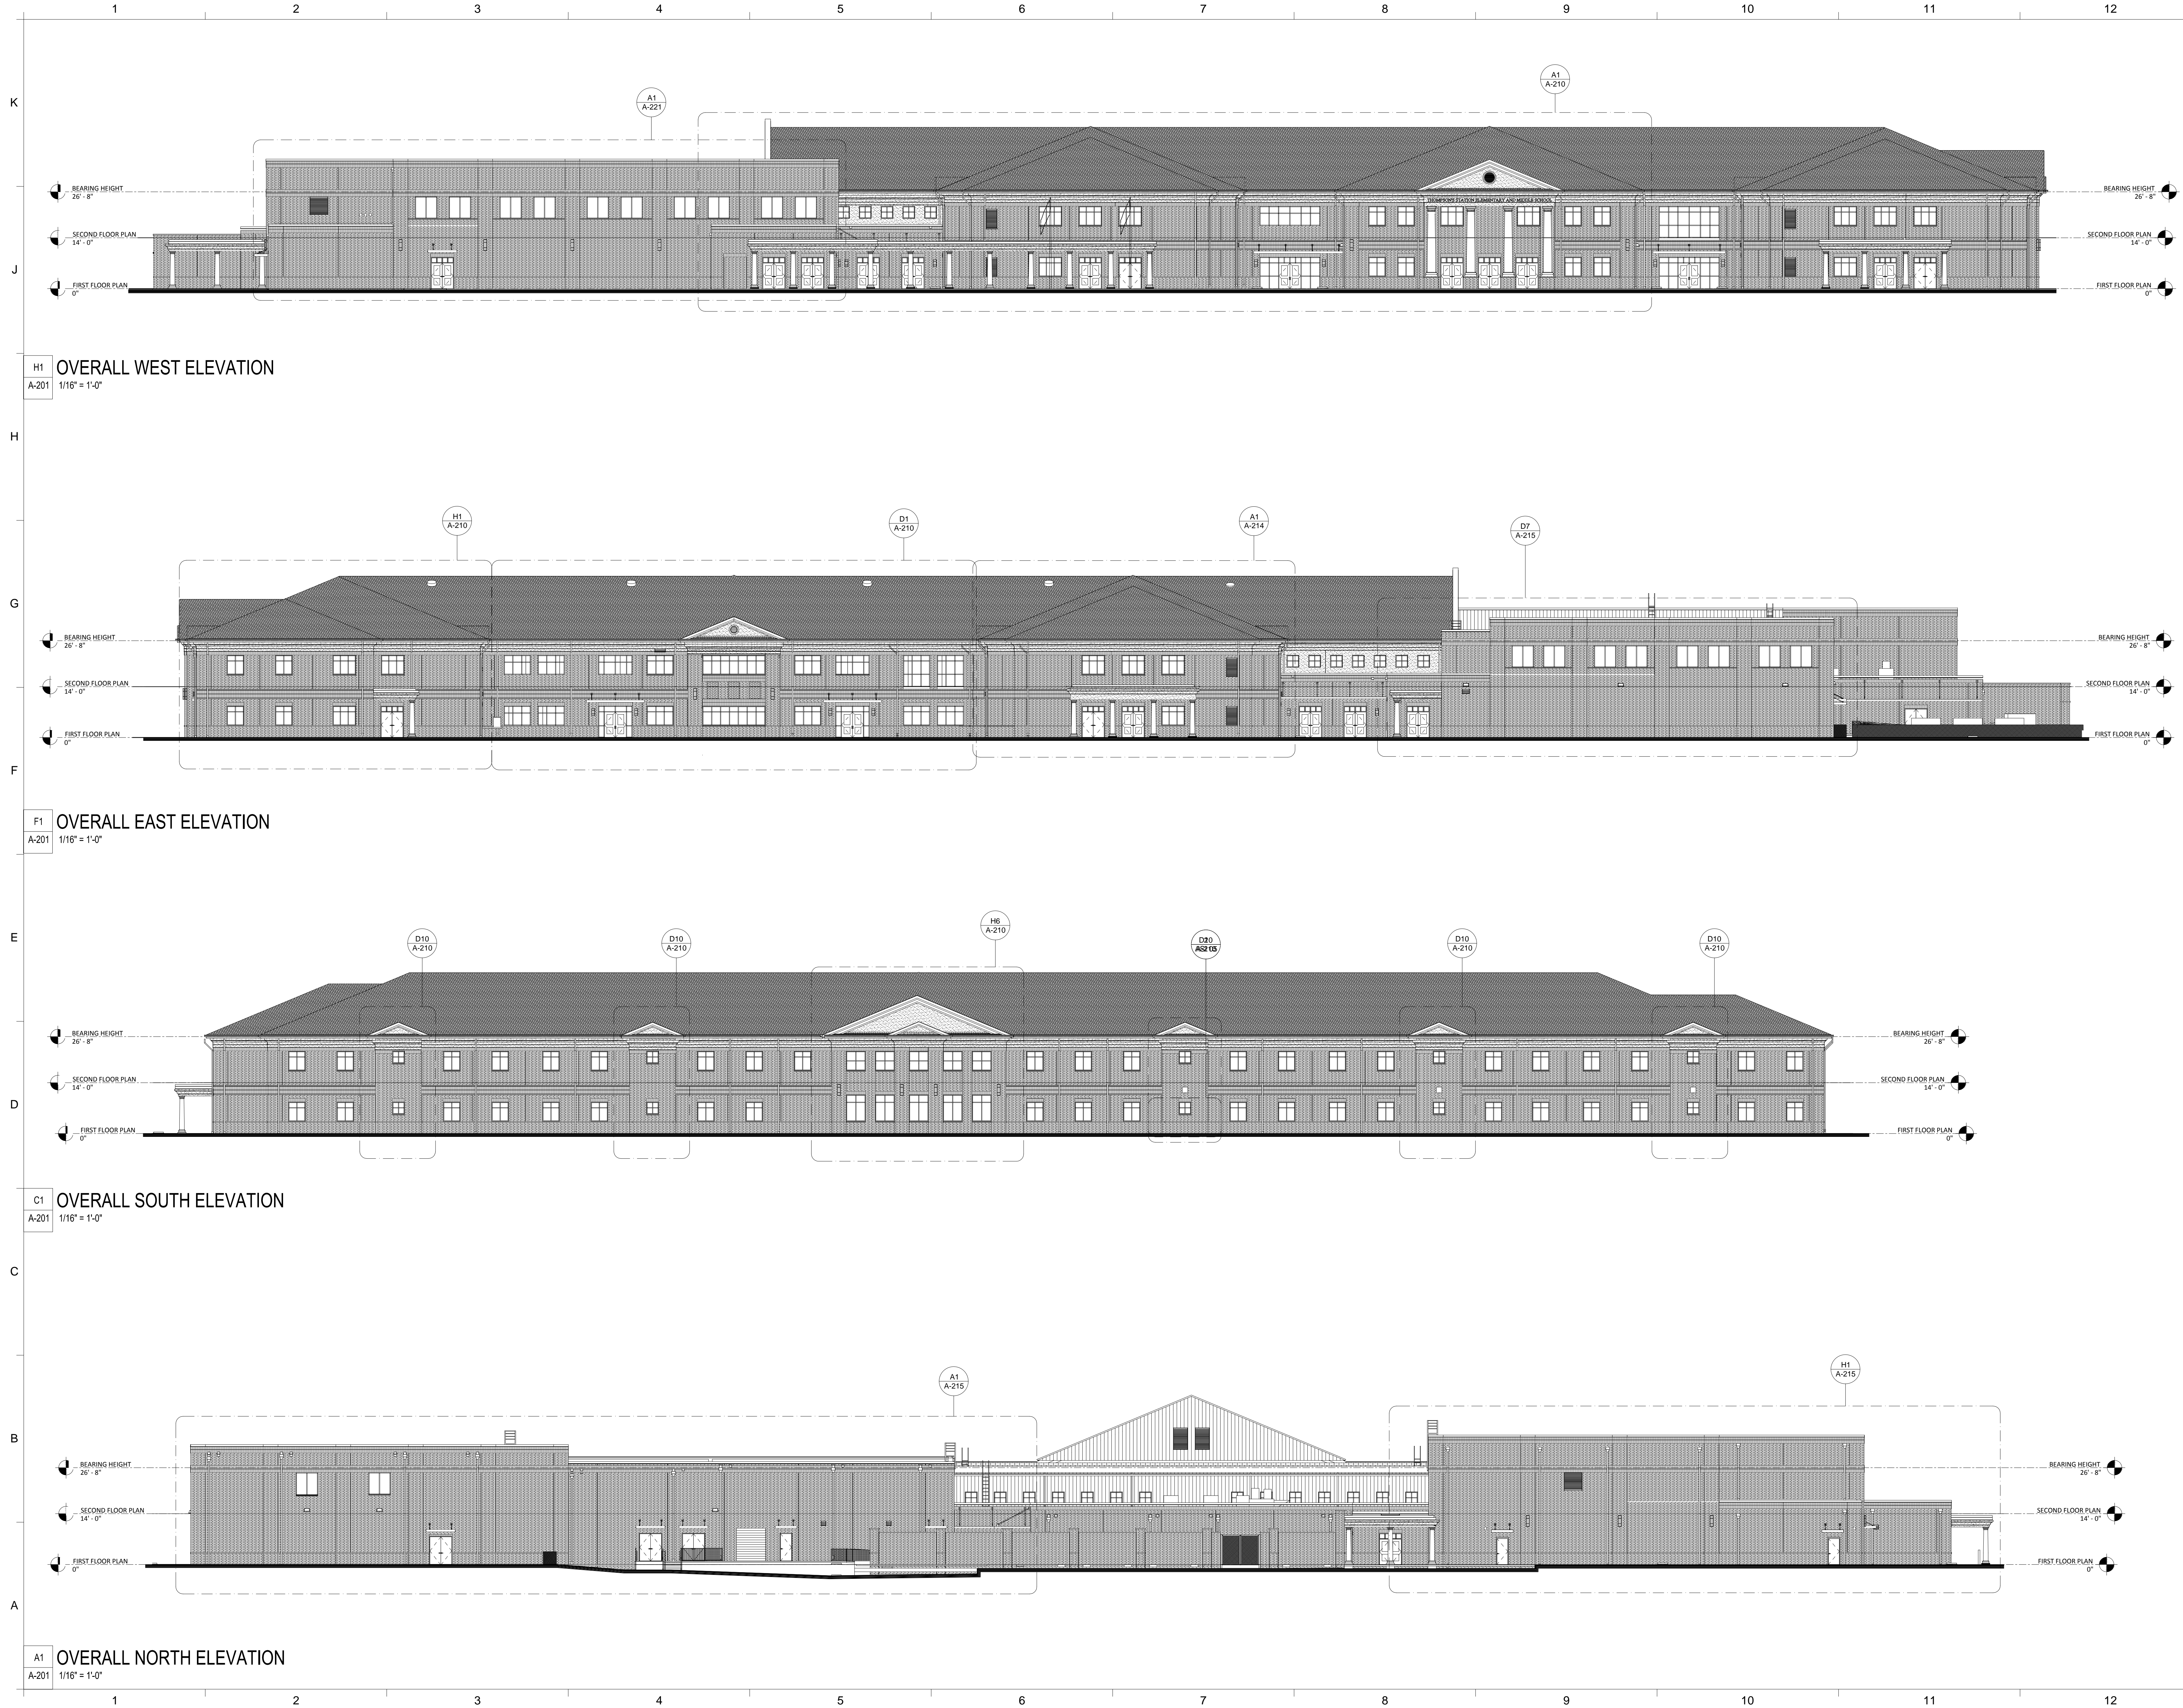 1 2 3 4 5 6 7 8 9 10 11 12
K
A1
A-221
A1
A-210
BEARING HEIGHT
26' - 8"
BEARING HEIGHT
26' - 8"
THOMPSON'S STATION ELEMENTARY AND MIDDLE SCHOOL
SECOND FLOOR PLAN
14' - 0"
SECOND FLOOR PLAN
14' - 0"
J
FIRST FLOOR PLAN
0"
FIRST FLOOR PLAN
0"
H1
A-201
OVERALL WEST ELEVATION
1/16" = 1'-0"
H
H1
A-210
D1
A-210
A1
A-214
D7
A-215
G
BEARING HEIGHT
26' - 8"
BEARING HEIGHT
26' - 8"
SECOND FLOOR PLAN
14' - 0"
SECOND FLOOR PLAN
14' - 0"
FIRST FLOOR PLAN
0"
FIRST FLOOR PLAN
0"
F
F1
A-201
OVERALL EAST ELEVATION
1/16" = 1'-0"
E
D10
A-210
D10
A-210
H6
A-210
D10
A-210
D10
A-210
BEARING HEIGHT
26' - 8"
BEARING HEIGHT
26' - 8"
SECOND FLOOR PLAN
14' - 0"
SECOND FLOOR PLAN
14' - 0"
D
FIRST FLOOR PLAN
0"
FIRST FLOOR PLAN
0"
C1
A-201
OVERALL SOUTH ELEVATION
1/16" = 1'-0"
C
A1
A-215
H1
A-215
B
BEARING HEIGHT
26' - 8"
BEARING HEIGHT
26' - 8"
SECOND FLOOR PLAN
14' - 0"
SECOND FLOOR PLAN
14' - 0"
FIRST FLOOR PLAN
0"
FIRST FLOOR PLAN
0"
A
A1
A-201
OVERALL NORTH ELEVATION
1/16" = 1'-0"
1 2 3 4 5 6 7 8 9 10 11 12